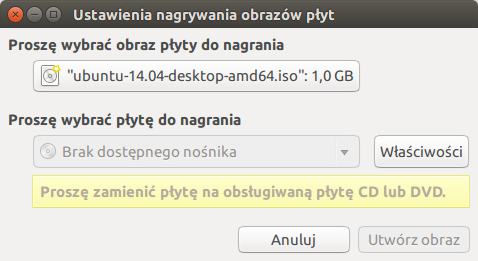 Ustawienia nagrywania obrazów płyt
Proszę wybrać obraz płyty do nagrania
"ubuntu-14.04-desktop-amd64.iso": 1,0 GB
Proszę wybrać płytę do nagrania
Brak dostępnego nośnika
Właściwości
Proszę zamienić płytę na obsługiwaną płytę CD lub DVD.
Anuluj
Utwórz obraz